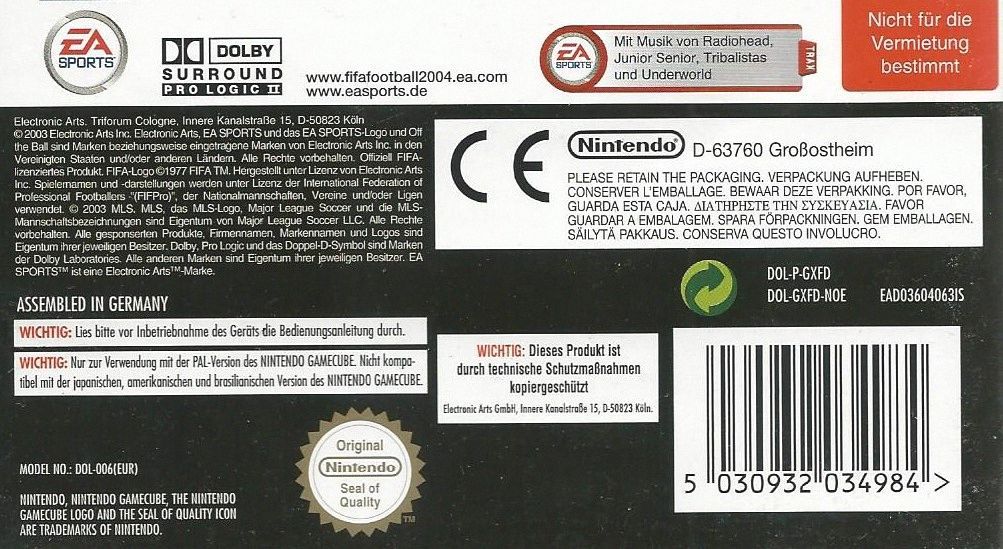 EA
SPORTS™
DOLBY
SURROUND
PRO LOGIC II
www.fifafootball2004.ea.com
www.easports.de
EA
SPORTS™
Mit Musik von Radiohead,
Junior Senior, Tribalistas
und Underworld
TRAX
Nicht für die
Vermietung
bestimmt
Electronic Arts. Triforum Cologne, Innere Kanalstraße 15, D-50823 Köln
© 2003 Electronic Arts Inc. Electronic Arts, EA SPORTS und das EA SPORTS-Logo und Off
the Ball sind Marken beziehungsweise eingetragene Marken von Electronic Arts Inc. in den
Vereinigten Staaten und/oder anderen Ländern. Alle Rechte vorbehalten. Offiziell FIFA-
lizenziertes Produkt. FIFA-Logo ©1977 FIFA TM. Hergestellt unter Lizenz von Electronic Arts
Inc. Spielernamen und -darstellungen werden unter Lizenz der International Federation of
Professional Footballers -"(FIFPro)", der Nationalmannschaften, Vereine und/oder Ligen
verwendet. © 2003 MLS. MLS, das MLS-Logo, Major League Soccer und die MLS-
Mannschaftsbezeichnungen sind Eigentum von Major League Soccer LLC. Alle Rechte
vorbehalten. Alle gesponserten Produkte, Firmennamen, Markennamen und Logos sind
Eigentum ihrer jeweiligen Besitzer. Dolby, Pro Logic und das Doppel-D-Symbol sind Marken
der Dolby Laboratories. Alle anderen Marken sind Eigentum ihrer jeweiligen Besitzer. EA
SPORTS™ ist eine Electronic Arts™-Marke.
CE
Nintendo® D-63760 Großostheim
PLEASE RETAIN THE PACKAGING. VERPACKUNG AUFHEBEN.
CONSERVER L'EMBALLAGE. BEWAAR DEZE VERPAKKING. POR FAVOR,
GUARDA ESTA CAJA. ΔΙΑΤΗΡΗΣΤΕ ΤΗΝ ΣΥΣΚΕΥΑΣΙΑ. FAVOR
GUARDAR A EMBALAGEM. SPARA FÖRPACKNINGEN. GEM EMBALLAGEN.
SÄILYTÄ PAKKAUS. CONSERVA QUESTO INVOLUCRO.
DOL-P-GXFD
DOL-GXFD-NOE EAD03604063IS
ASSEMBLED IN GERMANY
WICHTIG: Lies bitte vor Inbetriebnahme des Geräts die Bedienungsanleitung durch.
WICHTIG: Nur zur Verwendung mit der PAL-Version des NINTENDO GAMECUBE. Nicht kompa-
tibel mit der japanischen, amerikanischen und brasilianischen Version des NINTENDO GAMECUBE.
WICHTIG: Dieses Produkt ist
durch technische Schutzmaßnahmen
kopiergeschützt
Electronic Arts GmbH, Innere Kanalstraße 15, D-50823 Köln.
Original
Nintendo®
Seal of
Quality
TM
MODEL NO.: DOL-006(EUR)
NINTENDO, NINTENDO GAMECUBE, THE NINTENDO
GAMECUBE LOGO AND THE SEAL OF QUALITY ICON
ARE TRADEMARKS OF NINTENDO.
5 030932 034984 >